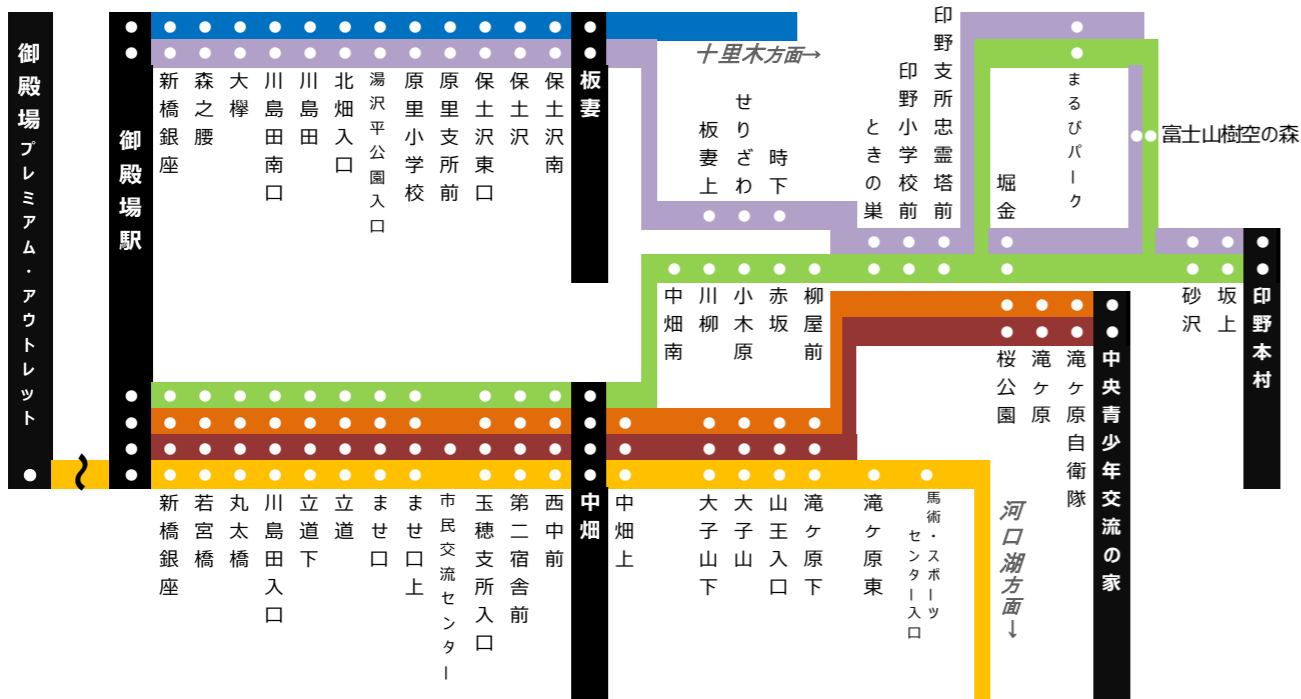 御殿場プレミアム・アウトレット
御殿場駅
新橋銀座
森之腰
大欅
川島田南口
川島田
北畑入口
湯沢平公園入口
原里小学校
原里支所前
保土沢東口
保土沢
保土沢南
板妻
十里木方面→
板妻上
せりざわ
時下
ときの巣
印野小学校前
印野支所忠霊塔前
堀金
まるびパーク
富士山樹空の森
砂沢
坂上
印野本村
中畑南
川柳
小木原
赤坂
柳屋前
桜公園
滝ヶ原
滝ヶ原自衛隊
中央青少年交流の家
新橋銀座
若宮橋
丸太橋
川島田入口
立道下
立道
ませ口
ませ口上
市民交流センター
玉穂支所入口
第二宿舎前
西中前
中畑
中畑上
大子山下
大子山
山王入口
滝ヶ原下
滝ヶ原東
馬術・スポーツ
センター入口
河口湖方面→